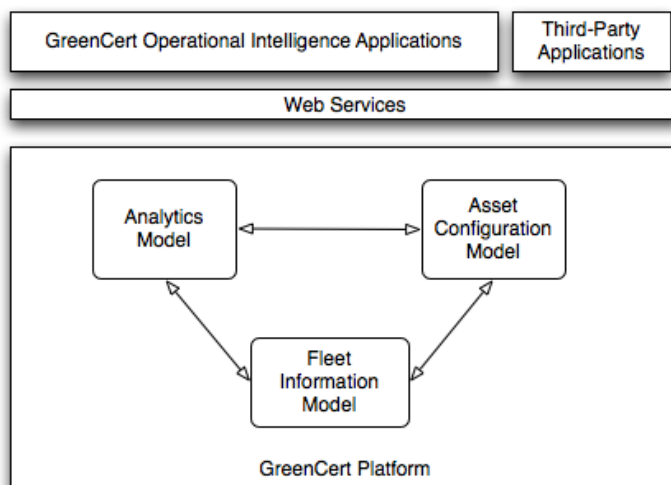 GreenCert Operational Intelligence Applications
Third-Party
Applications
Web Services
Analytics
Model
Asset
Configuration
Model
Fleet
Information
Model
GreenCert Platform